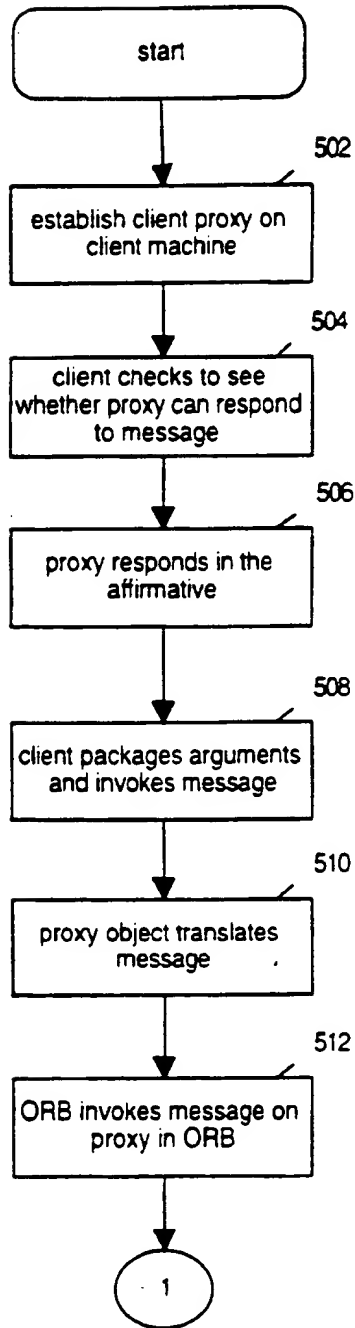 start
502
establish client proxy on
client machine
504
client checks to see
whether proxy can respond
to message
506
proxy responds in the
affirmative
508
client packages arguments
and invokes message
510
proxy object translates
message
512
ORB invokes message on
proxy in ORB
1